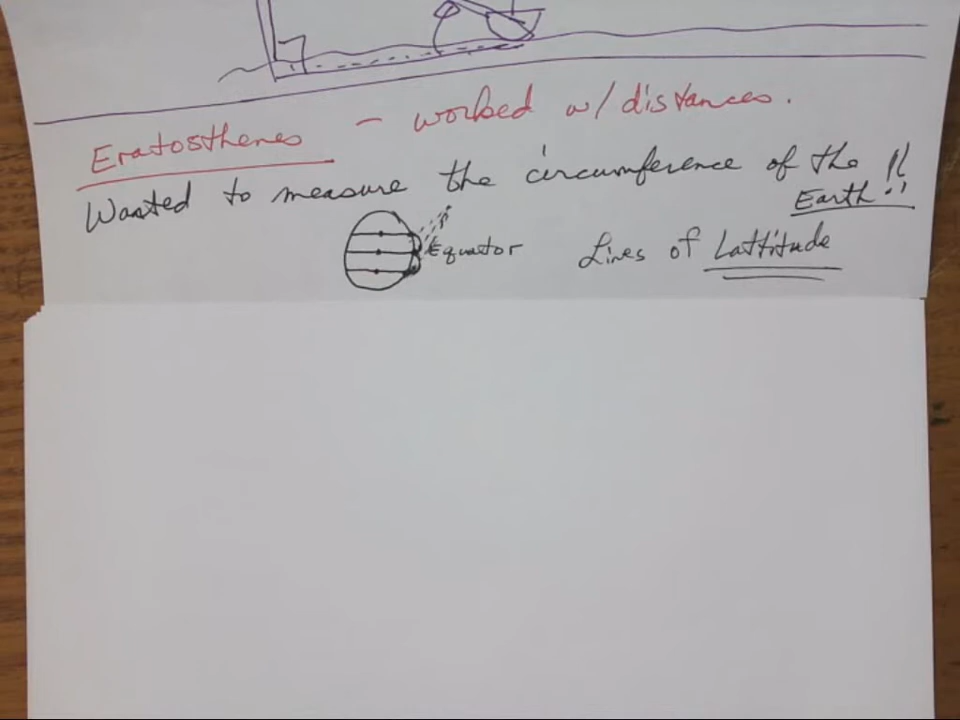 Eratosthenes - worked w/ distances.
Wanted to measure the circumference of the Earth!!
Equator Lines of Lattitude